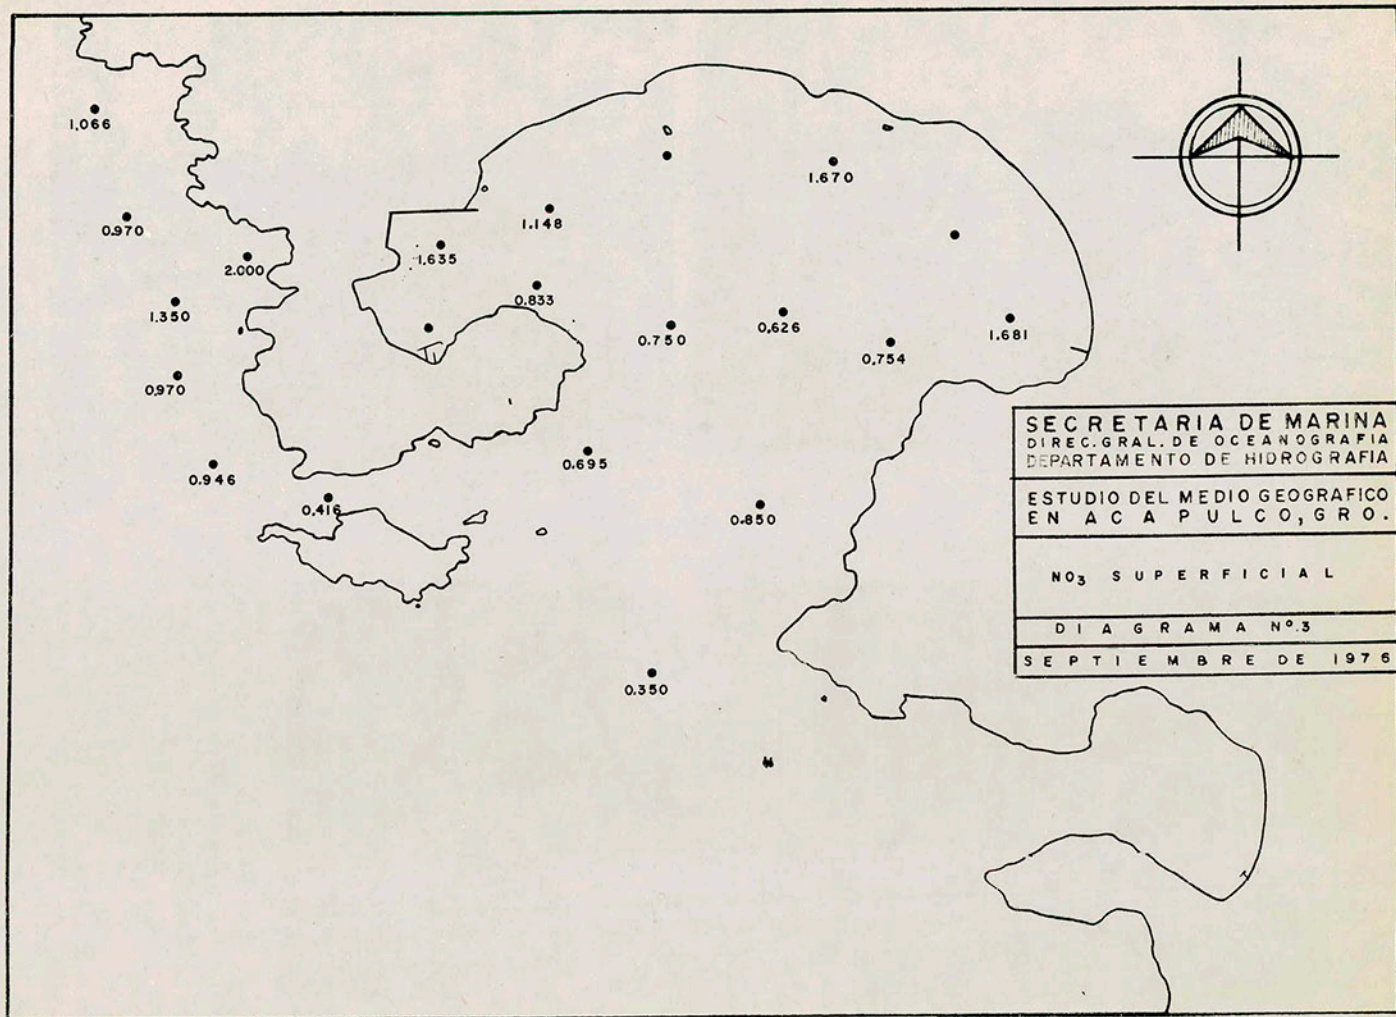 1.066
1.670
0.970
1.148
1.635
2.000
0.833
1.350
0.750
0.626
0.754
1.681
0.970
SECRETARIA DE MARINA
DIREC. GRAL. DE OCEANOGRAFIA
DEPARTAMENTO DE HIDROGRAFIA
0.695
0.946
0.416
0.850
ESTUDIO DEL MEDIO GEOGRAFICO
EN ACAPULCO, GRO.
NO₃ SUPERFICIAL
DIAGRAMA Nº.3
SEPTIEMBRE DE 1976
0.350